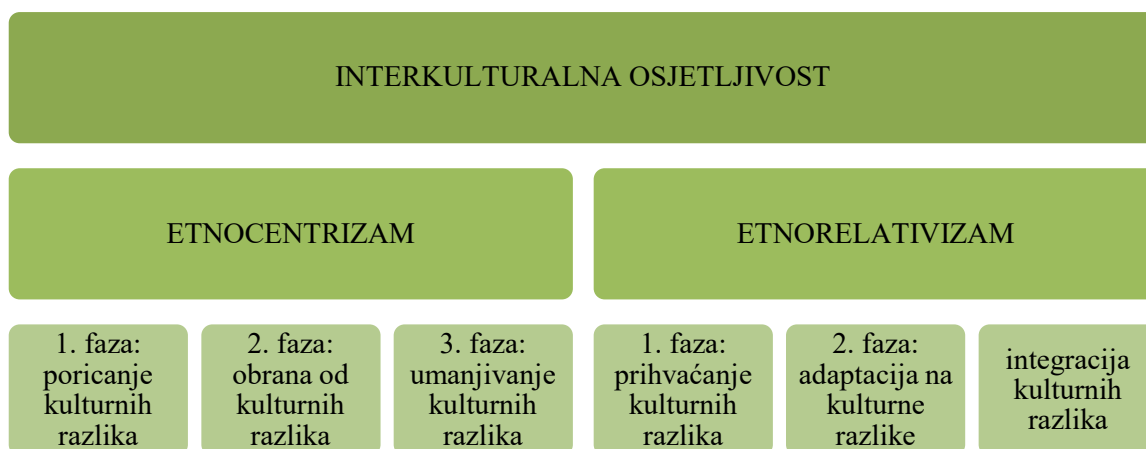 INTERKULTURALNA OSJETLJIVOST
ETNOCENTRIZAM
ETNORELATIVIZAM
1. faza:
poricanje
kulturnih
razlika
2. faza:
obrana od
kulturnih
razlika
3. faza:
umanjivanje
kulturnih
razlika
1. faza:
prihvaćanje
kulturnih
razlika
2. faza:
adaptacija na
kulturne
razlike
integracija
kulturnih
razlika